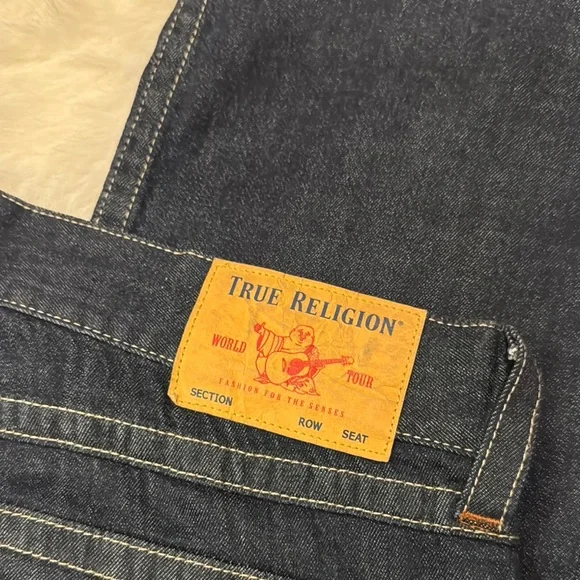 TRUE RELIGION®
WORLD TOUR
FASHION FOR THE SENSES
SECTION ROW SEAT